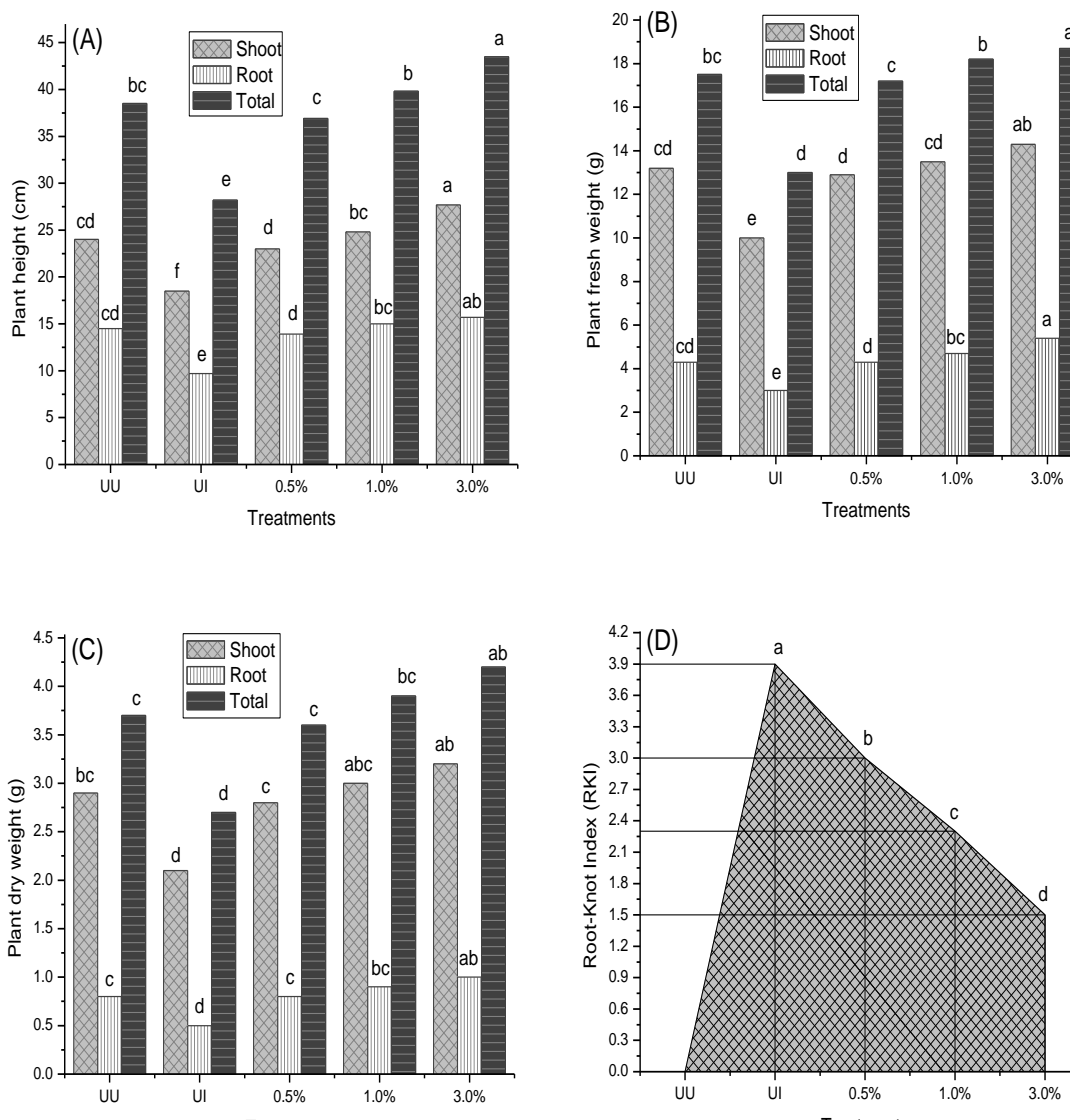 (A)
Shoot
Root
Total
45
40
35
30
25
20
15
10
5
0
Plant height (cm)
cd
cd
bc
f
e
e
d
d
c
bc
bc
b
a
ab
a
UU
UI
0.5%
1.0%
3.0%
Treatments
(B)
Shoot
Root
Total
20
18
16
14
12
10
8
6
4
2
0
Plant fresh weight (g)
cd
cd
bc
e
e
d
d
d
c
cd
bc
b
ab
a
a
UU
UI
0.5%
1.0%
3.0%
Treatments
(C)
Shoot
Root
Total
4.5
4.0
3.5
3.0
2.5
2.0
1.5
1.0
0.5
0.0
Plant dry weight (g)
bc
c
c
d
d
d
c
c
c
abc
bc
bc
ab
ab
ab
UU
UI
0.5%
1.0%
3.0%
(D)
4.2
3.9
3.6
3.3
3.0
2.7
2.4
2.1
1.8
1.5
1.2
0.9
0.6
0.3
0.0
Root-Knot Index (RKI)
a
b
c
d
UU
UI
0.5%
1.0%
3.0%